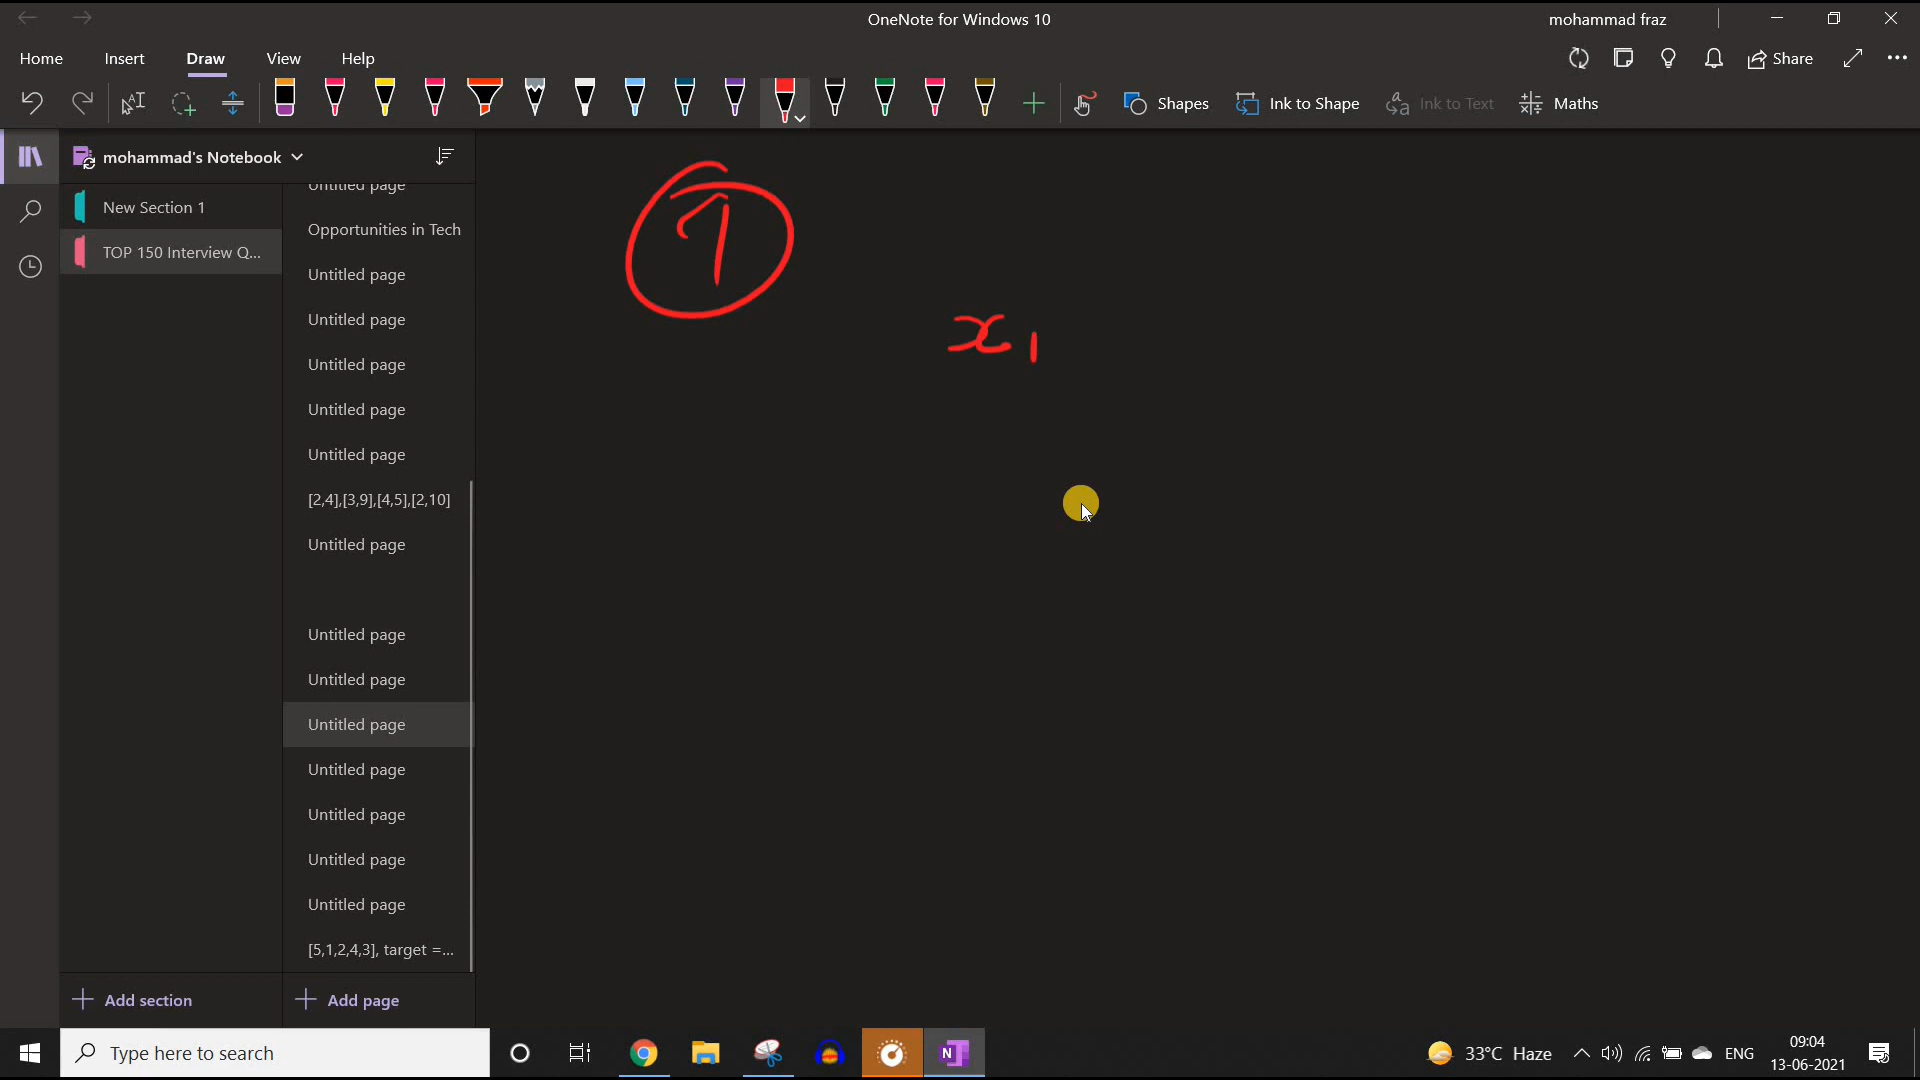 OneNote for Windows 10
mohammad fraz
Home
Insert
Draw
View
Help
Share
Shapes
Ink to Shape
Ink to Text
Maths
mohammad's Notebook
New Section 1
TOP 150 Interview Q...
Untitled page
Opportunities in Tech
Untitled page
Untitled page
Untitled page
Untitled page
Untitled page
[2,4],[3,9],[4,5],[2,10]
Untitled page
Untitled page
Untitled page
Untitled page
Untitled page
Untitled page
Untitled page
Untitled page
[5,1,2,4,3], target =...
Add section
Add page
1
x1
Type here to search
33°C Haze
ENG
09:04
13-06-2021